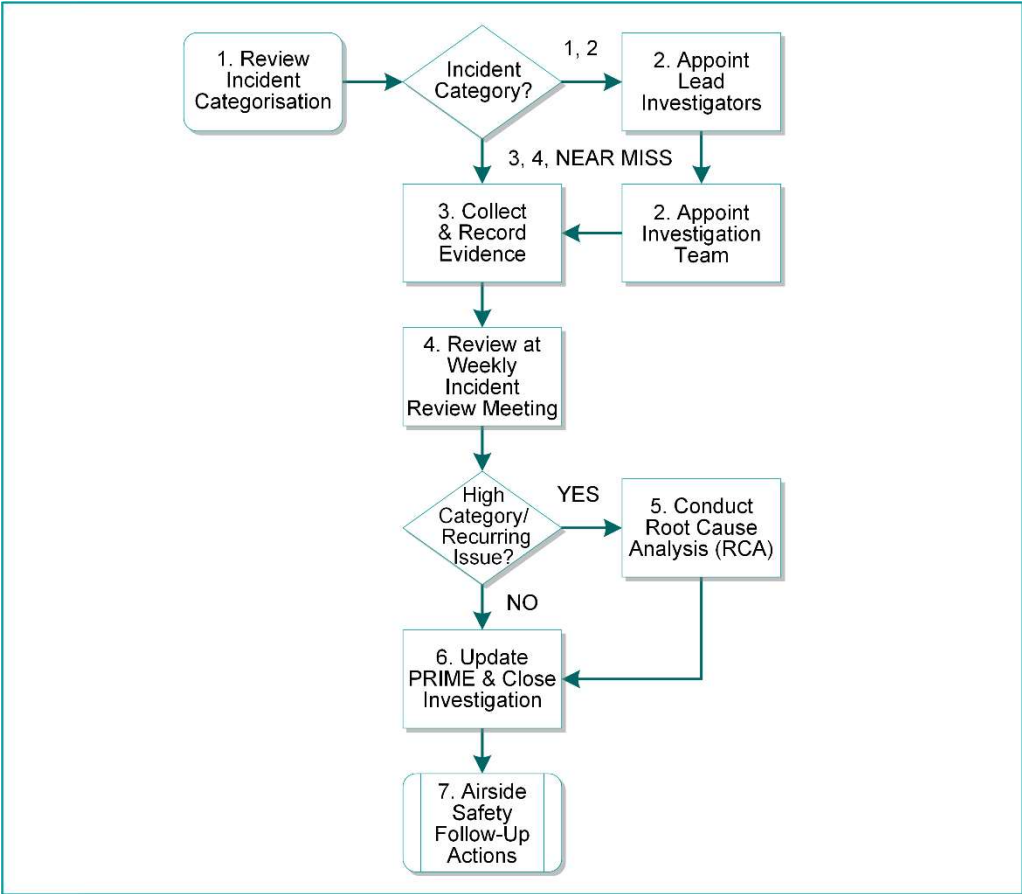 1. Review
Incident
Categorisation
Incident
Category?
1, 2
2. Appoint
Lead
Investigators
3, 4, NEAR MISS
3. Collect
& Record
Evidence
2. Appoint
Investigation
Team
4. Review at
Weekly
Incident
Review Meeting
High
Category/
Recurring
Issue?
YES
5. Conduct
Root Cause
Analysis (RCA)
NO
6. Update
PRIME & Close
Investigation
7. Airside
Safety
Follow-Up
Actions